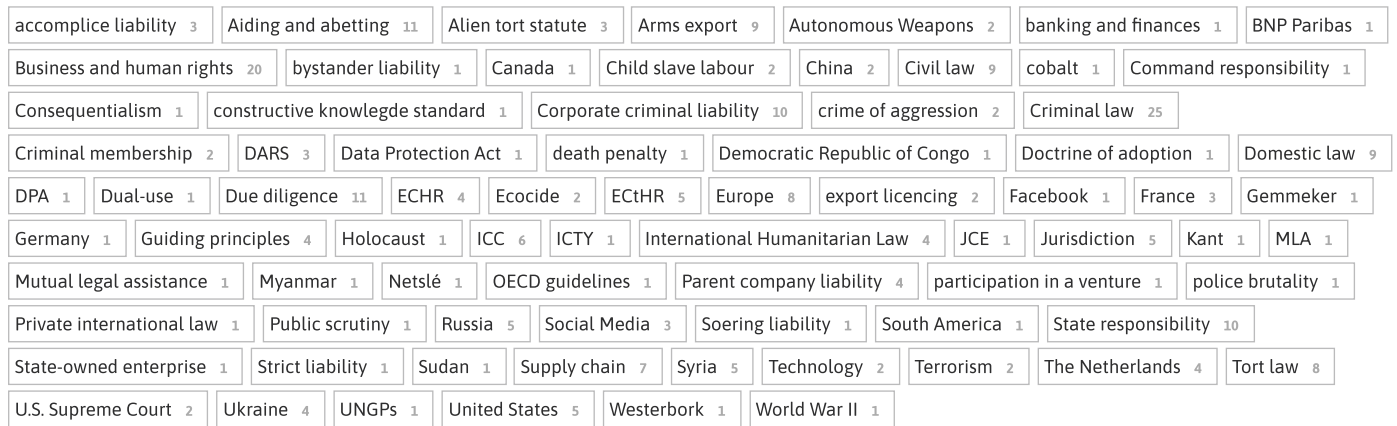 accomplice liability 3 Aiding and abetting 11 Alien tort statute 3 Arms export 9 Autonomous Weapons 2 banking and finances 1 BNP Paribas 1
Business and human rights 20 bystander liability 1 Canada 1 Child slave labour 2 China 2 Civil law 9 cobalt 1 Command responsibility 1
Consequentialism 1 constructive knowlegde standard 1 Corporate criminal liability 10 crime of aggression 2 Criminal law 25
Criminal membership 2 DARS 3 Data Protection Act 1 death penalty 1 Democratic Republic of Congo 1 Doctrine of adoption 1 Domestic law 9
DPA 1 Dual-use 1 Due diligence 11 ECHR 4 Ecocide 2 ECtHR 5 Europe 8 export licencing 2 Facebook 1 France 3 Gemmeker 1
Germany 1 Guiding principles 4 Holocaust 1 ICC 6 ICTY 1 International Humanitarian Law 4 JCE 1 Jurisdiction 5 Kant 1 MLA 1
Mutual legal assistance 1 Myanmar 1 Netslé 1 OECD guidelines 1 Parent company liability 4 participation in a venture 1 police brutality 1
Private international law 1 Public scrutiny 1 Russia 5 Social Media 3 Soering liability 1 South America 1 State responsibility 10
State-owned enterprise 1 Strict liability 1 Sudan 1 Supply chain 7 Syria 5 Technology 2 Terrorism 2 The Netherlands 4 Tort law 8
U.S. Supreme Court 2 Ukraine 4 UNGPs 1 United States 5 Westerbork 1 World War II 1